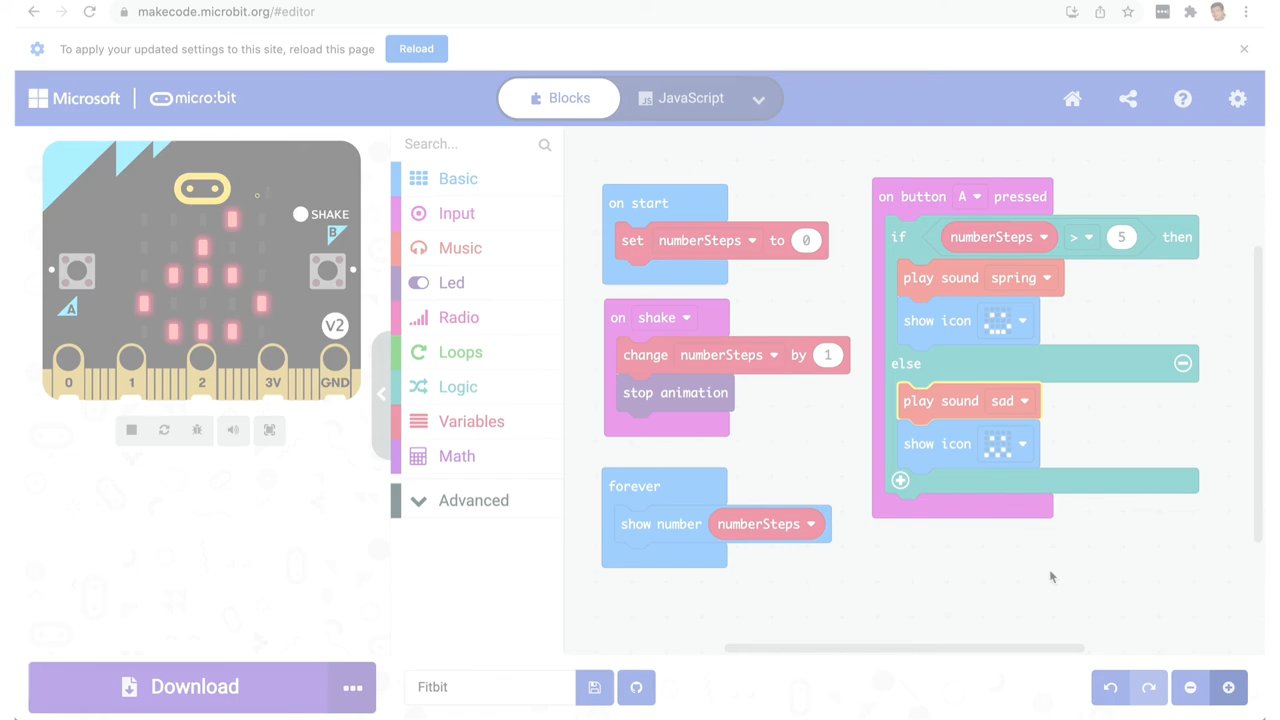 makecode.microbit.org/#editor
To apply your updated settings to this site, reload this page
Reload
Microsoft
micro:bit
Blocks
JavaScript
SHAKE
B
A
V2
0
1
2
3V
GND
Search...
Basic
Input
Music
Led
Radio
Loops
Logic
Variables
Math
Advanced
on start
set numberSteps to 0
on shake
change numberSteps by 1
stop animation
forever
show number numberSteps
on button A pressed
if numberSteps > 5 then
play sound spring
show icon
else
play sound sad
show icon
Download
Fitbit